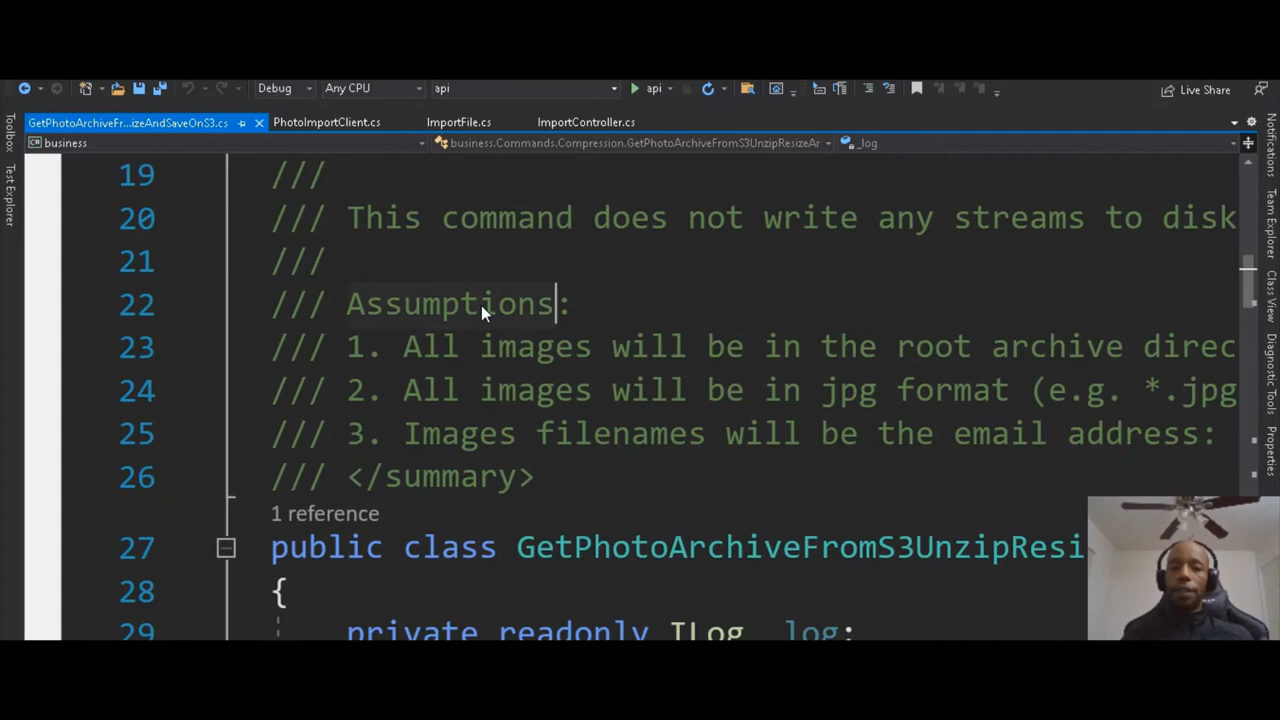 Debug
Any CPU
api
api
Live Share
GetPhotoArchiveFr...izeAndSaveOnS3.cs
PhotoImportClient.cs
ImportFile.cs
ImportController.cs
business
business.Commands.Compression.GetPhotoArchiveFromS3UnzipResizeAr
_log
Toolbox
Test Explorer
Notifications
Team Explorer
Class View
Diagnostic Tools
Properties
19 ///
20 /// This command does not write any streams to disk
21 ///
22 /// Assumptions:
23 /// 1. All images will be in the root archive direc
24 /// 2. All images will be in jpg format (e.g. *.jpg
25 /// 3. Images filenames will be the email address:
26 /// </summary>
1 reference
27 public class GetPhotoArchiveFromS3UnzipResi
28 {
29 private readonly ILog _log;